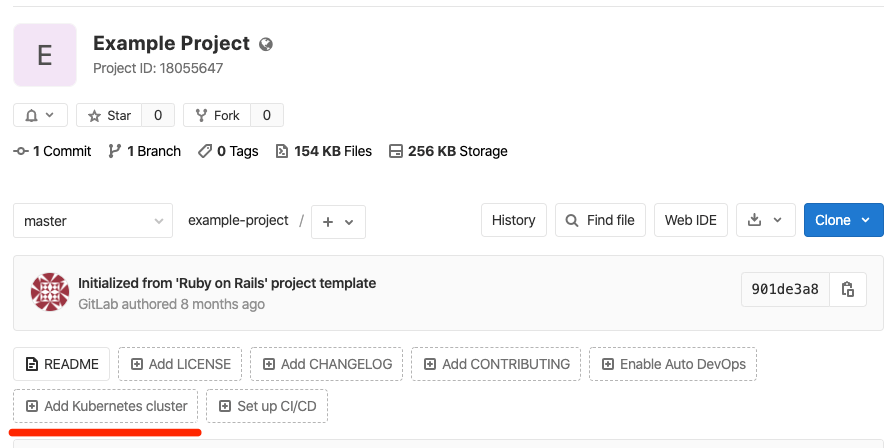 E
Example Project
Project ID: 18055647
Star 0 Fork 0
1 Commit 1 Branch 0 Tags 154 KB Files 256 KB Storage
master example-project / + History Find file Web IDE Clone
Initialized from 'Ruby on Rails' project template
GitLab authored 8 months ago
901de3a8
README Add LICENSE Add CHANGELOG Add CONTRIBUTING Enable Auto DevOps
Add Kubernetes cluster Set up CI/CD